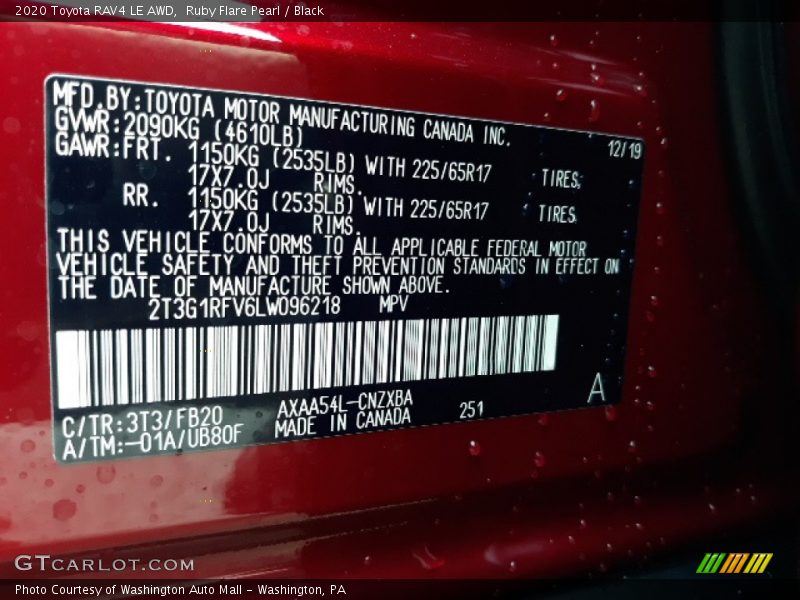 2020 Toyota RAV4 LE AWD, Ruby Flare Pearl / Black
MFD.BY:TOYOTA MOTOR MANUFACTURING CANADA INC.
GVWR:2090KG (4610LB) 12/19
GAWR:FRT. 1150KG (2535LB) WITH 225/65R17 TIRES,
17X7.0J RIMS.
RR. 1150KG (2535LB) WITH 225/65R17 TIRES
17X7.0J RIMS.
THIS VEHICLE CONFORMS TO ALL APPLICABLE FEDERAL MOTOR
VEHICLE SAFETY AND THEFT PREVENTION STANDARDS IN EFFECT ON
THE DATE OF MANUFACTURE SHOWN ABOVE.
2T3G1RFV6LW096218 MPV
A
C/TR:3T3/FB20 AXAA54L-CNZXBA 251
A/TM:-01A/UB80F MADE IN CANADA
GTCARLOT.COM
Photo Courtesy of Washington Auto Mall - Washington, PA